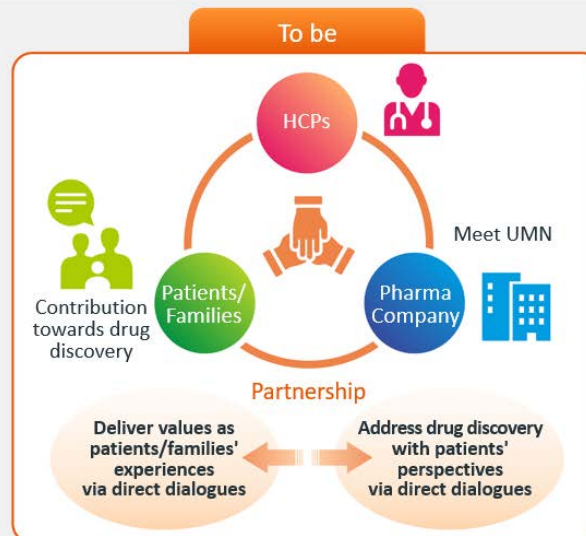 To be
HCPs
Meet UMN
Patients/
Families
Pharma
Company
Contribution
towards drug
discovery
Partnership
Deliver values as
patients/families'
experiences
via direct dialogues
Address drug discovery
with patients'
perspectives
via direct dialogues